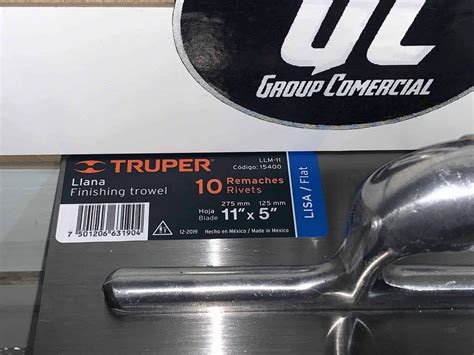 GROUP COMERCIAL
TRUPER
LLM-11
Código: 15400
Llana
Finishing trowel
10 Remaches
Rivets
275 mm 125 mm
Hoja
Blade 11" x 5"
LISA / Flat
7 501206 631904
12-2019 Hecho en México / Made in Mexico